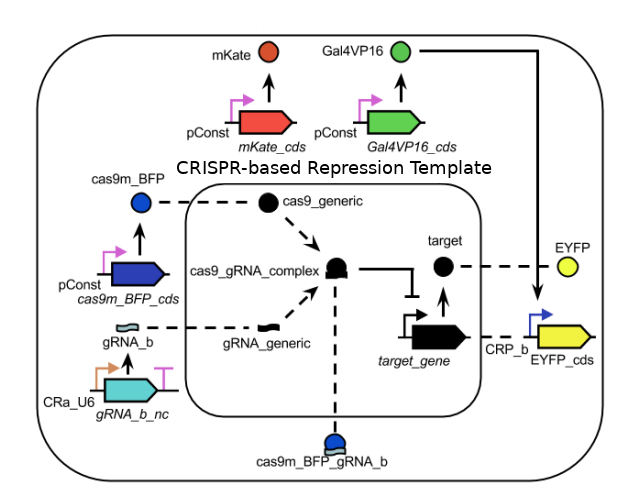 mKate
Gal4VP16
pConst
mKate_cds
pConst
Gal4VP16_cds
CRISPR-based Repression Template
cas9m_BFP
cas9_generic
target
EYFP
cas9_gRNA_complex
pConst
cas9m_BFP_cds
gRNA_b
gRNA_generic
target_gene
CRP_b
EYFP_cds
CRa_U6
gRNA_b_nc
cas9m_BFP_gRNA_b